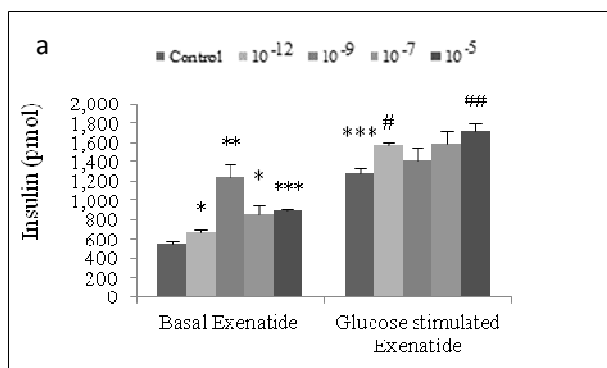 a
Control 10-12 10-9 10-7 10-5
Insulin (pmol)
2,000
1,800
1,600
1,400
1,200
1,000
800
600
400
200
0
* ** * ***
*** # ##
Basal Exenatide
Glucose stimulated
Exenatide